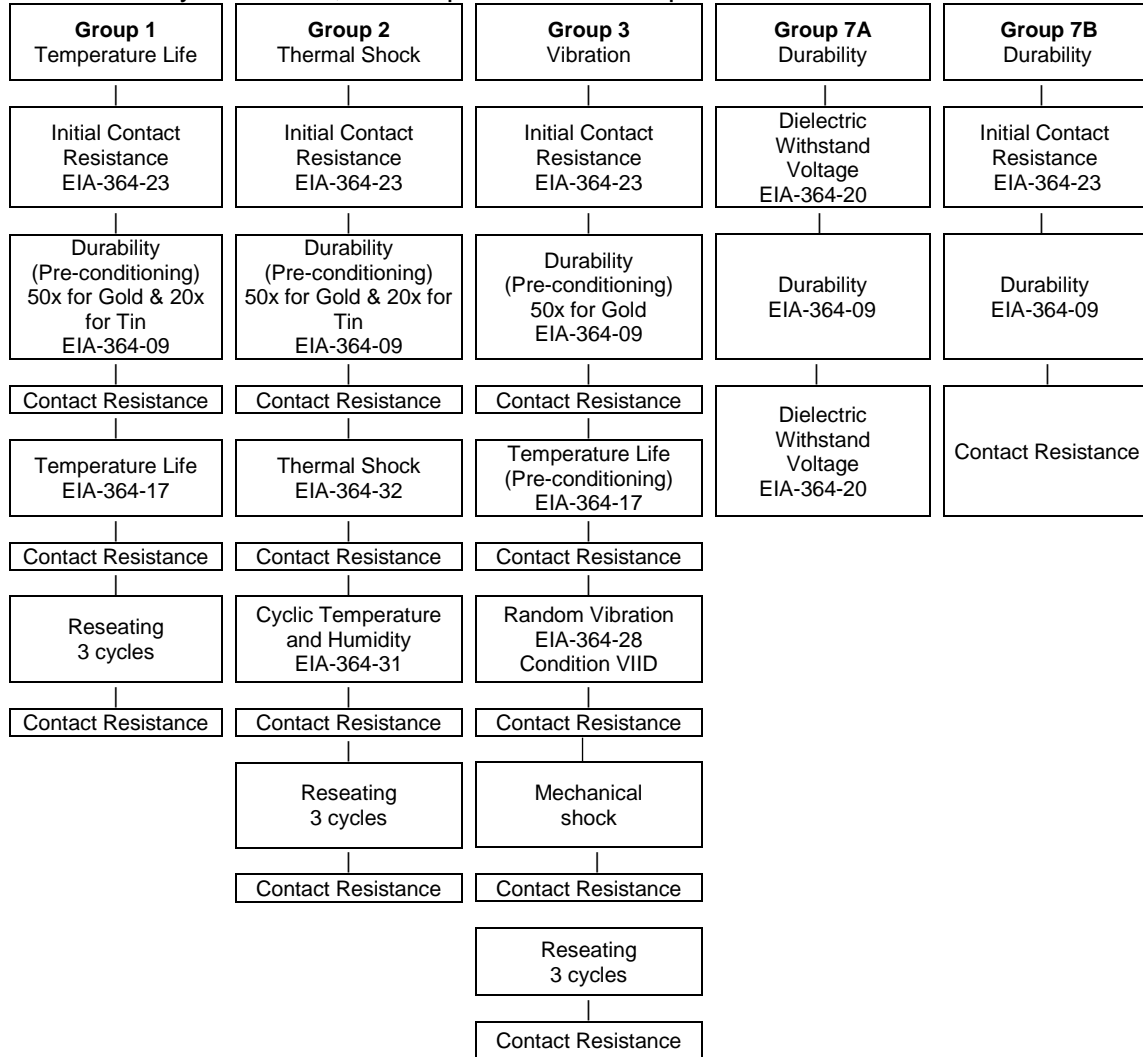 Group 1
Temperature Life
Initial Contact
Resistance
EIA-364-23
Durability
(Pre-conditioning)
50x for Gold & 20x
for Tin
EIA-364-09
Contact Resistance
Temperature Life
EIA-364-17
Contact Resistance
Reseating
3 cycles
Contact Resistance
Group 2
Thermal Shock
Initial Contact
Resistance
EIA-364-23
Durability
(Pre-conditioning)
50x for Gold & 20x for
Tin
EIA-364-09
Contact Resistance
Thermal Shock
EIA-364-32
Contact Resistance
Cyclic Temperature
and Humidity
EIA-364-31
Contact Resistance
Reseating
3 cycles
Contact Resistance
Group 3
Vibration
Initial Contact
Resistance
EIA-364-23
Durability
(Pre-conditioning)
50x for Gold
EIA-364-09
Contact Resistance
Temperature Life
(Pre-conditioning)
EIA-364-17
Contact Resistance
Random Vibration
EIA-364-28
Condition VIID
Contact Resistance
Mechanical
shock
Contact Resistance
Reseating
3 cycles
Contact Resistance
Group 7A
Durability
Dielectric
Withstand
Voltage
EIA-364-20
Durability
EIA-364-09
Dielectric
Withstand
Voltage
EIA-364-20
Group 7B
Durability
Initial Contact
Resistance
EIA-364-23
Durability
EIA-364-09
Contact Resistance